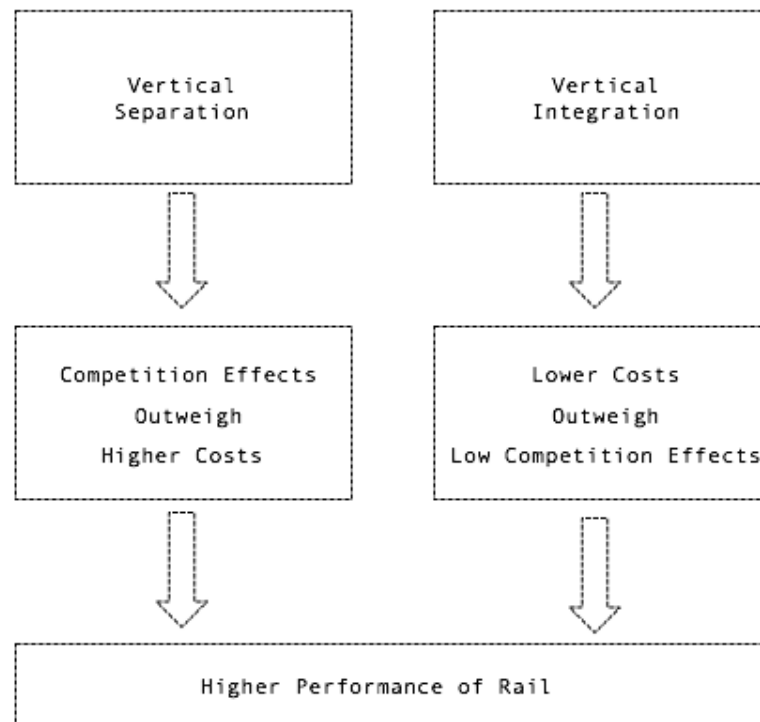 Vertical
Separation
Vertical
Integration
Competition Effects
Outweigh
Higher Costs
Lower Costs
Outweigh
Low Competition Effects
Higher Performance of Rail